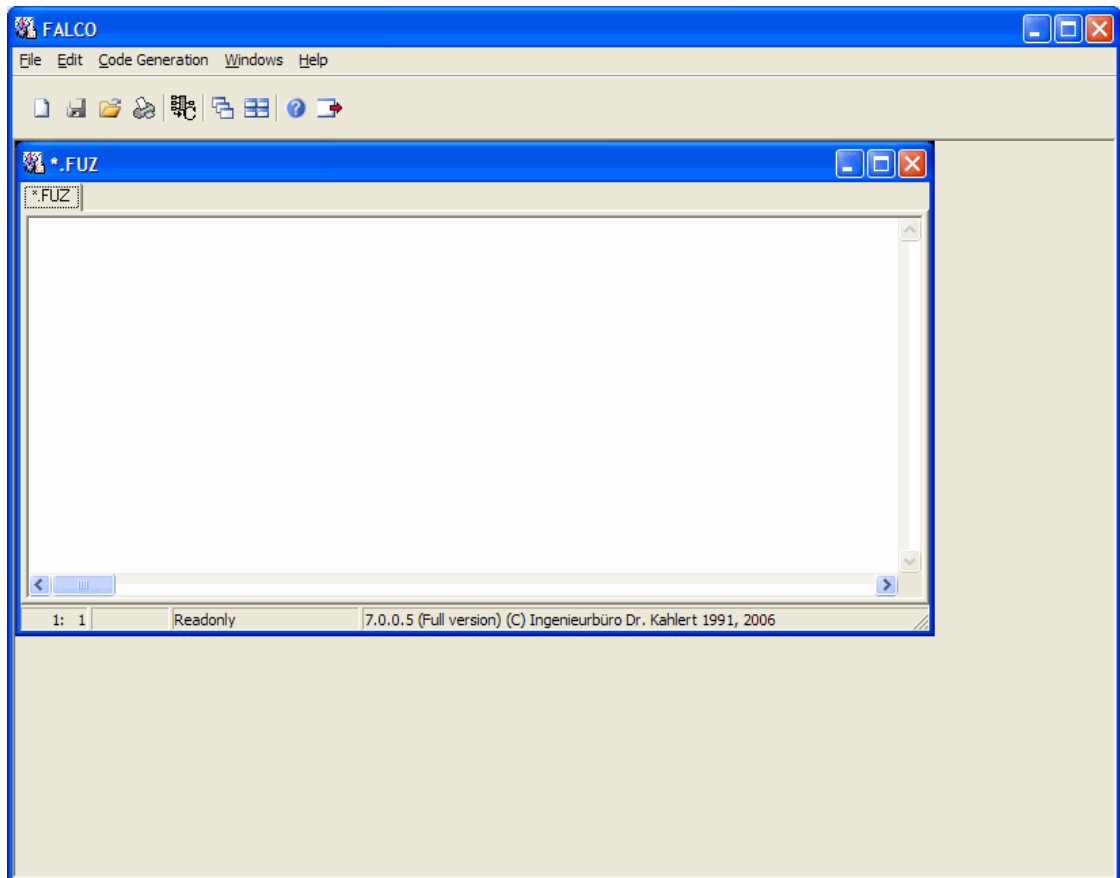 FALCO
File Edit Code Generation Windows Help
*.FUZ
*.FUZ
1: 1 Readonly 7.0.0.5 (Full version) (C) Ingenieurbüro Dr. Kahlert 1991, 2006